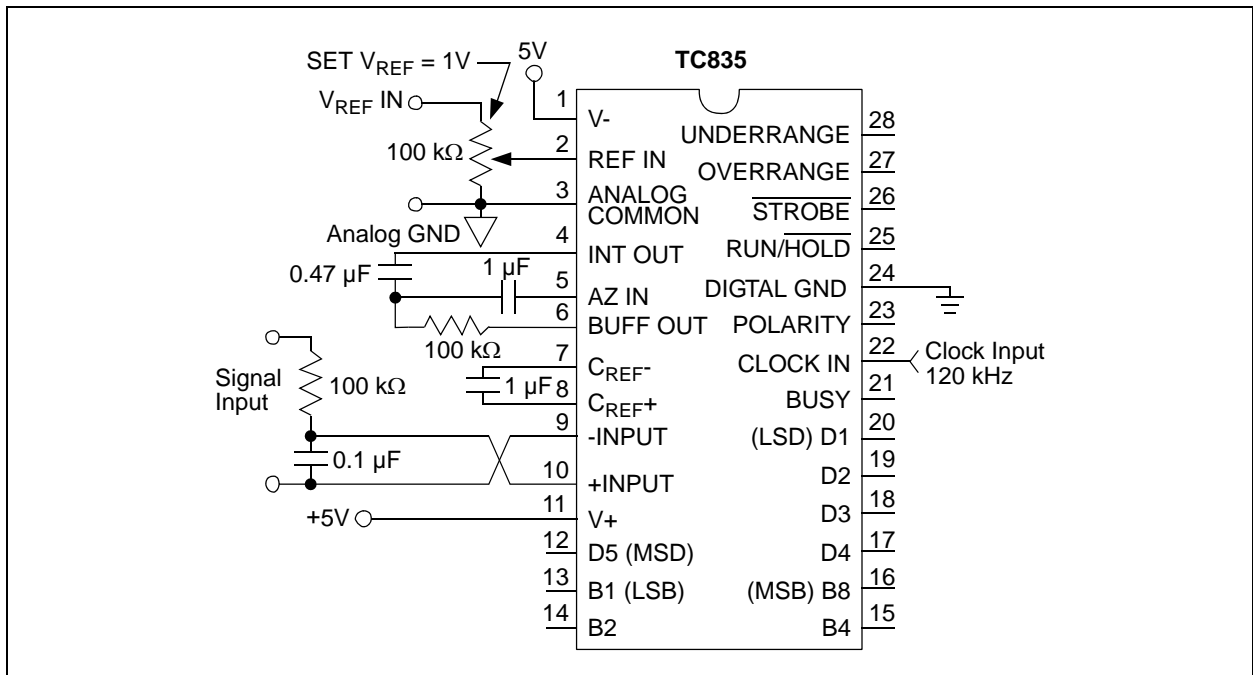 TC835
SET VREF = 1V
5V
VREF IN
100 kΩ
Analog GND
0.47 µF
1 µF
100 kΩ
Signal
Input
100 kΩ
1 µF
0.1 µF
+5V
1 V-
2 REF IN
3 ANALOG
COMMON
4 INT OUT
5 AZ IN
6 BUFF OUT
7 CREF-
8 CREF+
9 -INPUT
10 +INPUT
11 V+
12 D5 (MSD)
13 B1 (LSB)
14 B2
UNDERRANGE 28
OVERRANGE 27
STROBE 26
RUN/HOLD 25
DIGTAL GND 24
POLARITY 23
CLOCK IN 22
Clock Input
120 kHz
BUSY 21
(LSD) D1 20
D2 19
D3 18
D4 17
(MSB) B8 16
B4 15